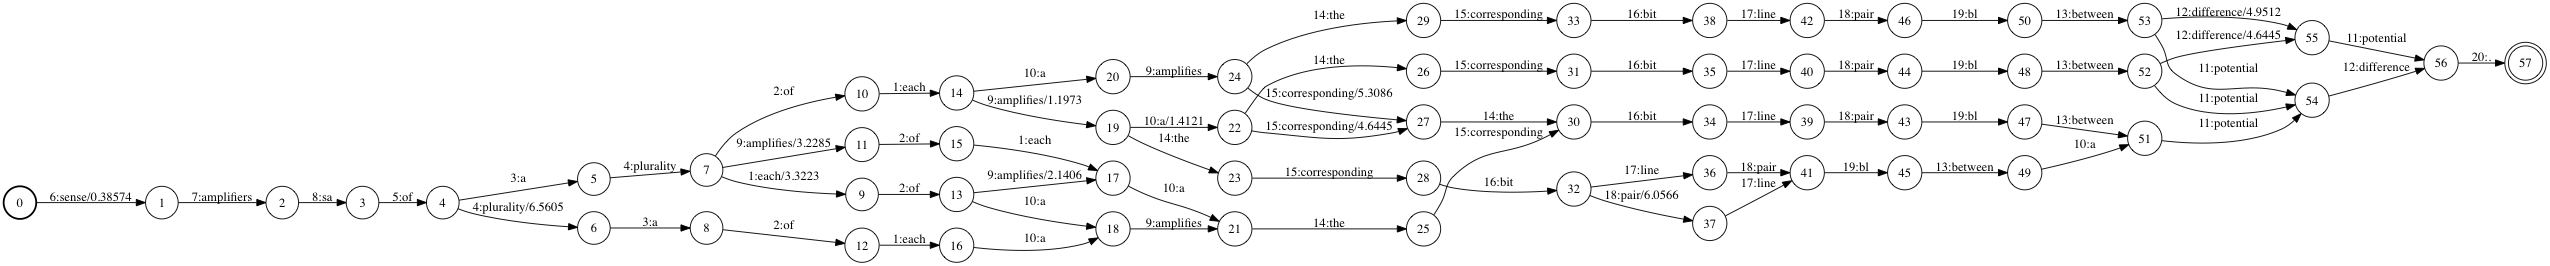 0 6:sense/0.38574 1 7:amplifiers 2 8:sa 3 5:of 4
3:a 5 4:plurality 7
4:plurality/6.5605 6 3:a 8 2:of 12 1:each 16 10:a
2:of 10 1:each 14 10:a 20 9:amplifies 24
9:amplifies/1.1973 19 10:a/1.4121 22
9:amplifies/3.2285 11 2:of 15 1:each 17 10:a
1:each/3.3223 9 2:of 13 9:amplifies/2.1406
10:a 18 9:amplifies 21 14:the 25 15:corresponding
14:the 23 15:corresponding 28 16:bit 32
14:the 29 15:corresponding 33 16:bit 38 17:line 42 18:pair 46 19:bl 50 13:between 53 12:difference/4.9512 55 11:potential
14:the 26 15:corresponding 31 16:bit 35 17:line 40 18:pair 44 19:bl 48 13:between 52 12:difference/4.6445
15:corresponding/5.3086
15:corresponding/4.6445 27 14:the 30 16:bit 34 17:line 39 18:pair 43 19:bl 47 13:between 51 11:potential
17:line 36 18:pair 41 19:bl 45 13:between 49 10:a
18:pair/6.0566 37 17:line
11:potential
11:potential 54 12:difference 56 20:. 57